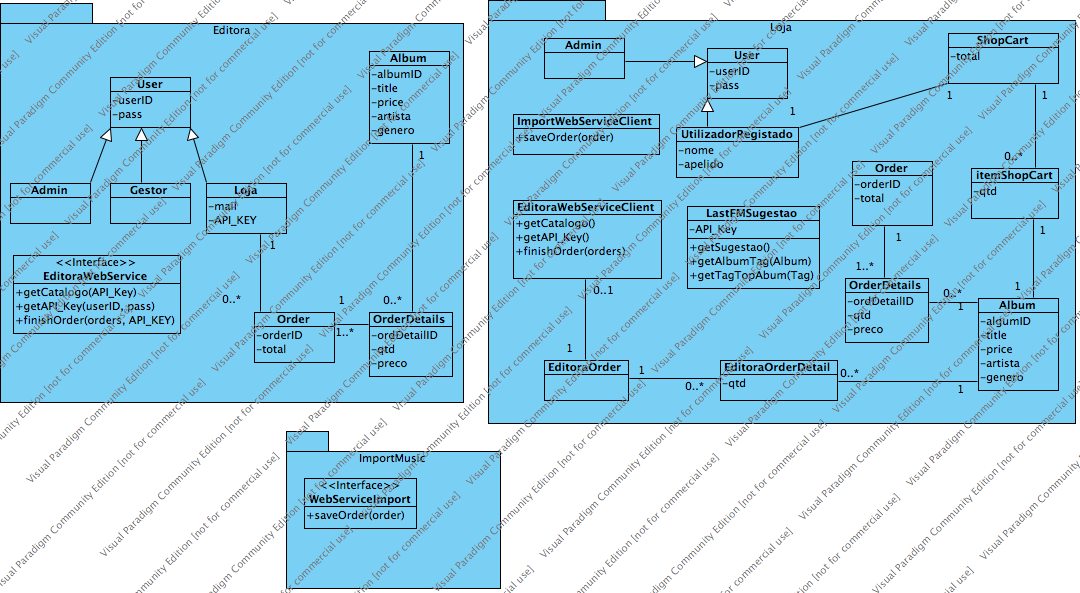 Editora
User
-userID
-pass
Album
-albumID
-title
-price
-artista
-genero
1
Admin
Gestor
Loja
-mail
-API_KEY
1
<<Interface>>
EditoraWebService
+getCatalogo(API_Key)
+getAPI_Key(userID, pass)
+finishOrder(orders, API_KEY)
0..*
1
0..*
Order
-orderID
-total
1..*
OrderDetails
-ordDetailID
-qtd
-preco
Loja
Admin
User
-userID
-pass
ShopCart
-total
1
1
1
ImportWebServiceClient
+saveOrder(order)
UtilizadorRegistado
-nome
-apelido
0..*
Order
-orderID
-total
itemShopCart
-qtd
EditoraWebServiceClient
+getCatalogo()
+getAPI_Key()
+finishOrder(orders)
LastFMSugestao
-API_Key
+getSugestao()
+getAlbumTag(Album)
+getTagTopAbum(Tag)
1
1
1..*
0..1
OrderDetails
-ordDetailID
-qtd
-preco
0..*
1
1
Album
-algumID
-title
-price
-artista
-genero
1
EditoraOrder
1
0..*
EditoraOrderDetail
-qtd
0..*
1
ImportMusic
<<Interface>>
WebServiceImport
+saveOrder(order)
Visual Paradigm Community Edition [not for commercial use]